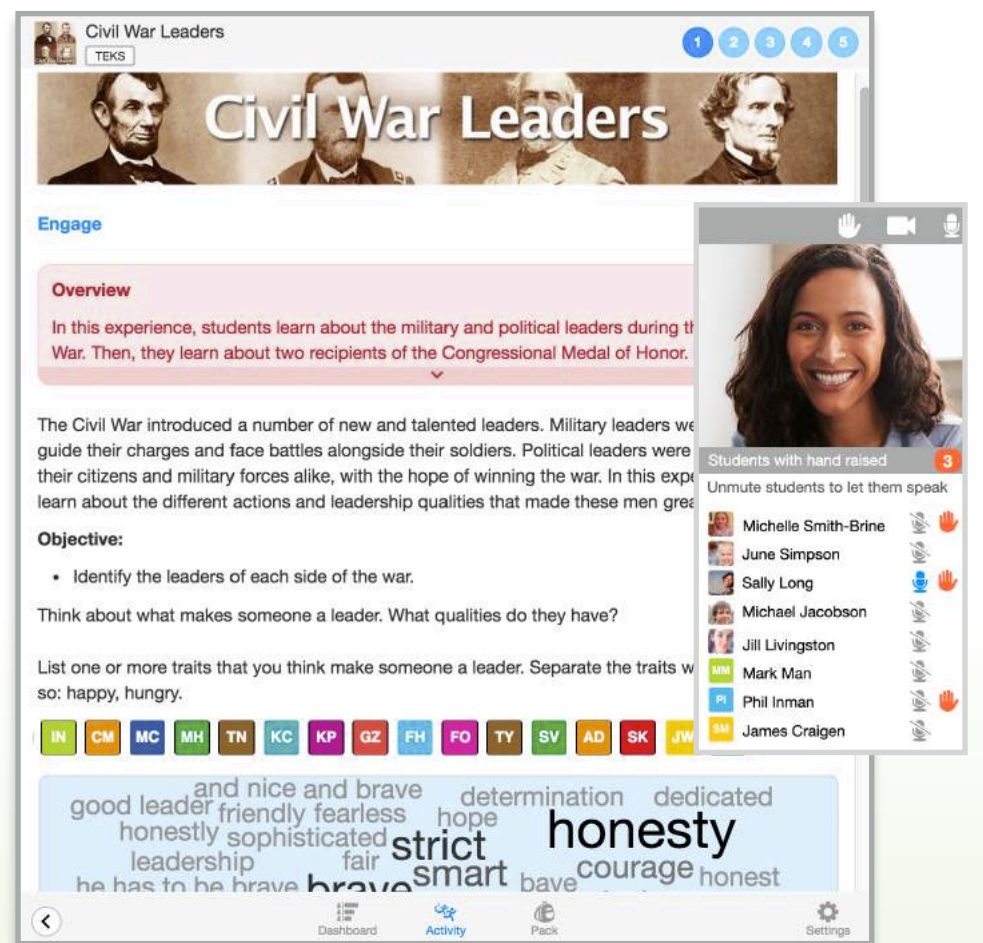 Civil War Leaders
TEKS
1 2 3 4 5
Civil War Leaders
Engage
Overview
In this experience, students learn about the military and political leaders during th
War. Then, they learn about two recipients of the Congressional Medal of Honor.
The Civil War introduced a number of new and talented leaders. Military leaders we
guide their charges and face battles alongside their soldiers. Political leaders were
their citizens and military forces alike, with the hope of winning the war. In this expe
learn about the different actions and leadership qualities that made these men grea
Objective:
• Identify the leaders of each side of the war.
Think about what makes someone a leader. What qualities do they have?
List one or more traits that you think make someone a leader. Separate the traits w
so: happy, hungry.
IN CM MC MH TN KC KP GZ FH FO TY SV AD SK JW
and nice and brave determination dedicated
good leader friendly fearless hope honesty
honestly sophisticated strict
leadership fair smart courage honest
he has to be brave brave bave
Dashboard Activity Pack Settings
Students with hand raised 3
Unmute students to let them speak
Michelle Smith-Brine
June Simpson
Sally Long
Michael Jacobson
Jill Livingston
MM Mark Man
PI Phil Inman
SM James Craigen